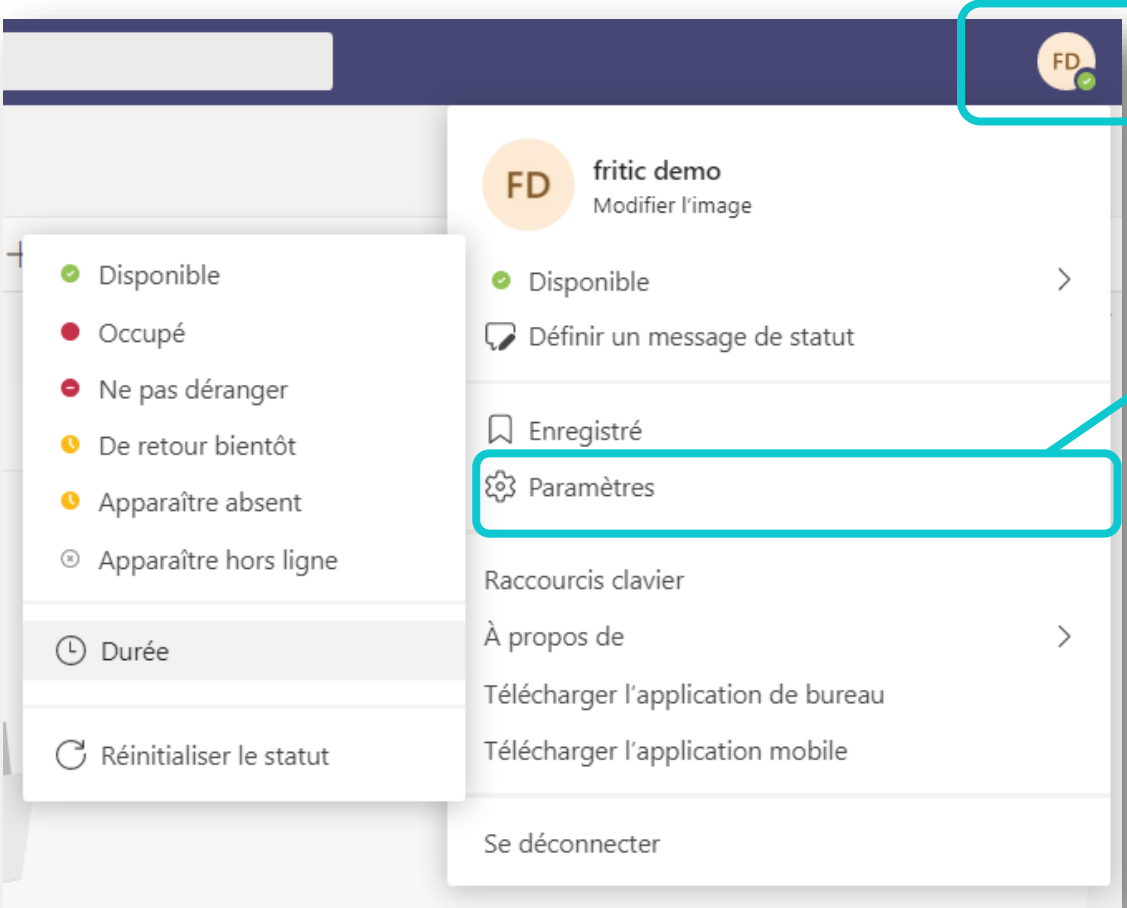 FD
FD
fritic demo
Modifier l'image
Disponible
Définir un message de statut
Enregistré
Paramètres
Raccourcis clavier
À propos de
Télécharger l'application de bureau
Télécharger l'application mobile
Se déconnecter
Disponible
Occupé
Ne pas déranger
De retour bientôt
Apparaître absent
Apparaître hors ligne
Durée
Réinitialiser le statut